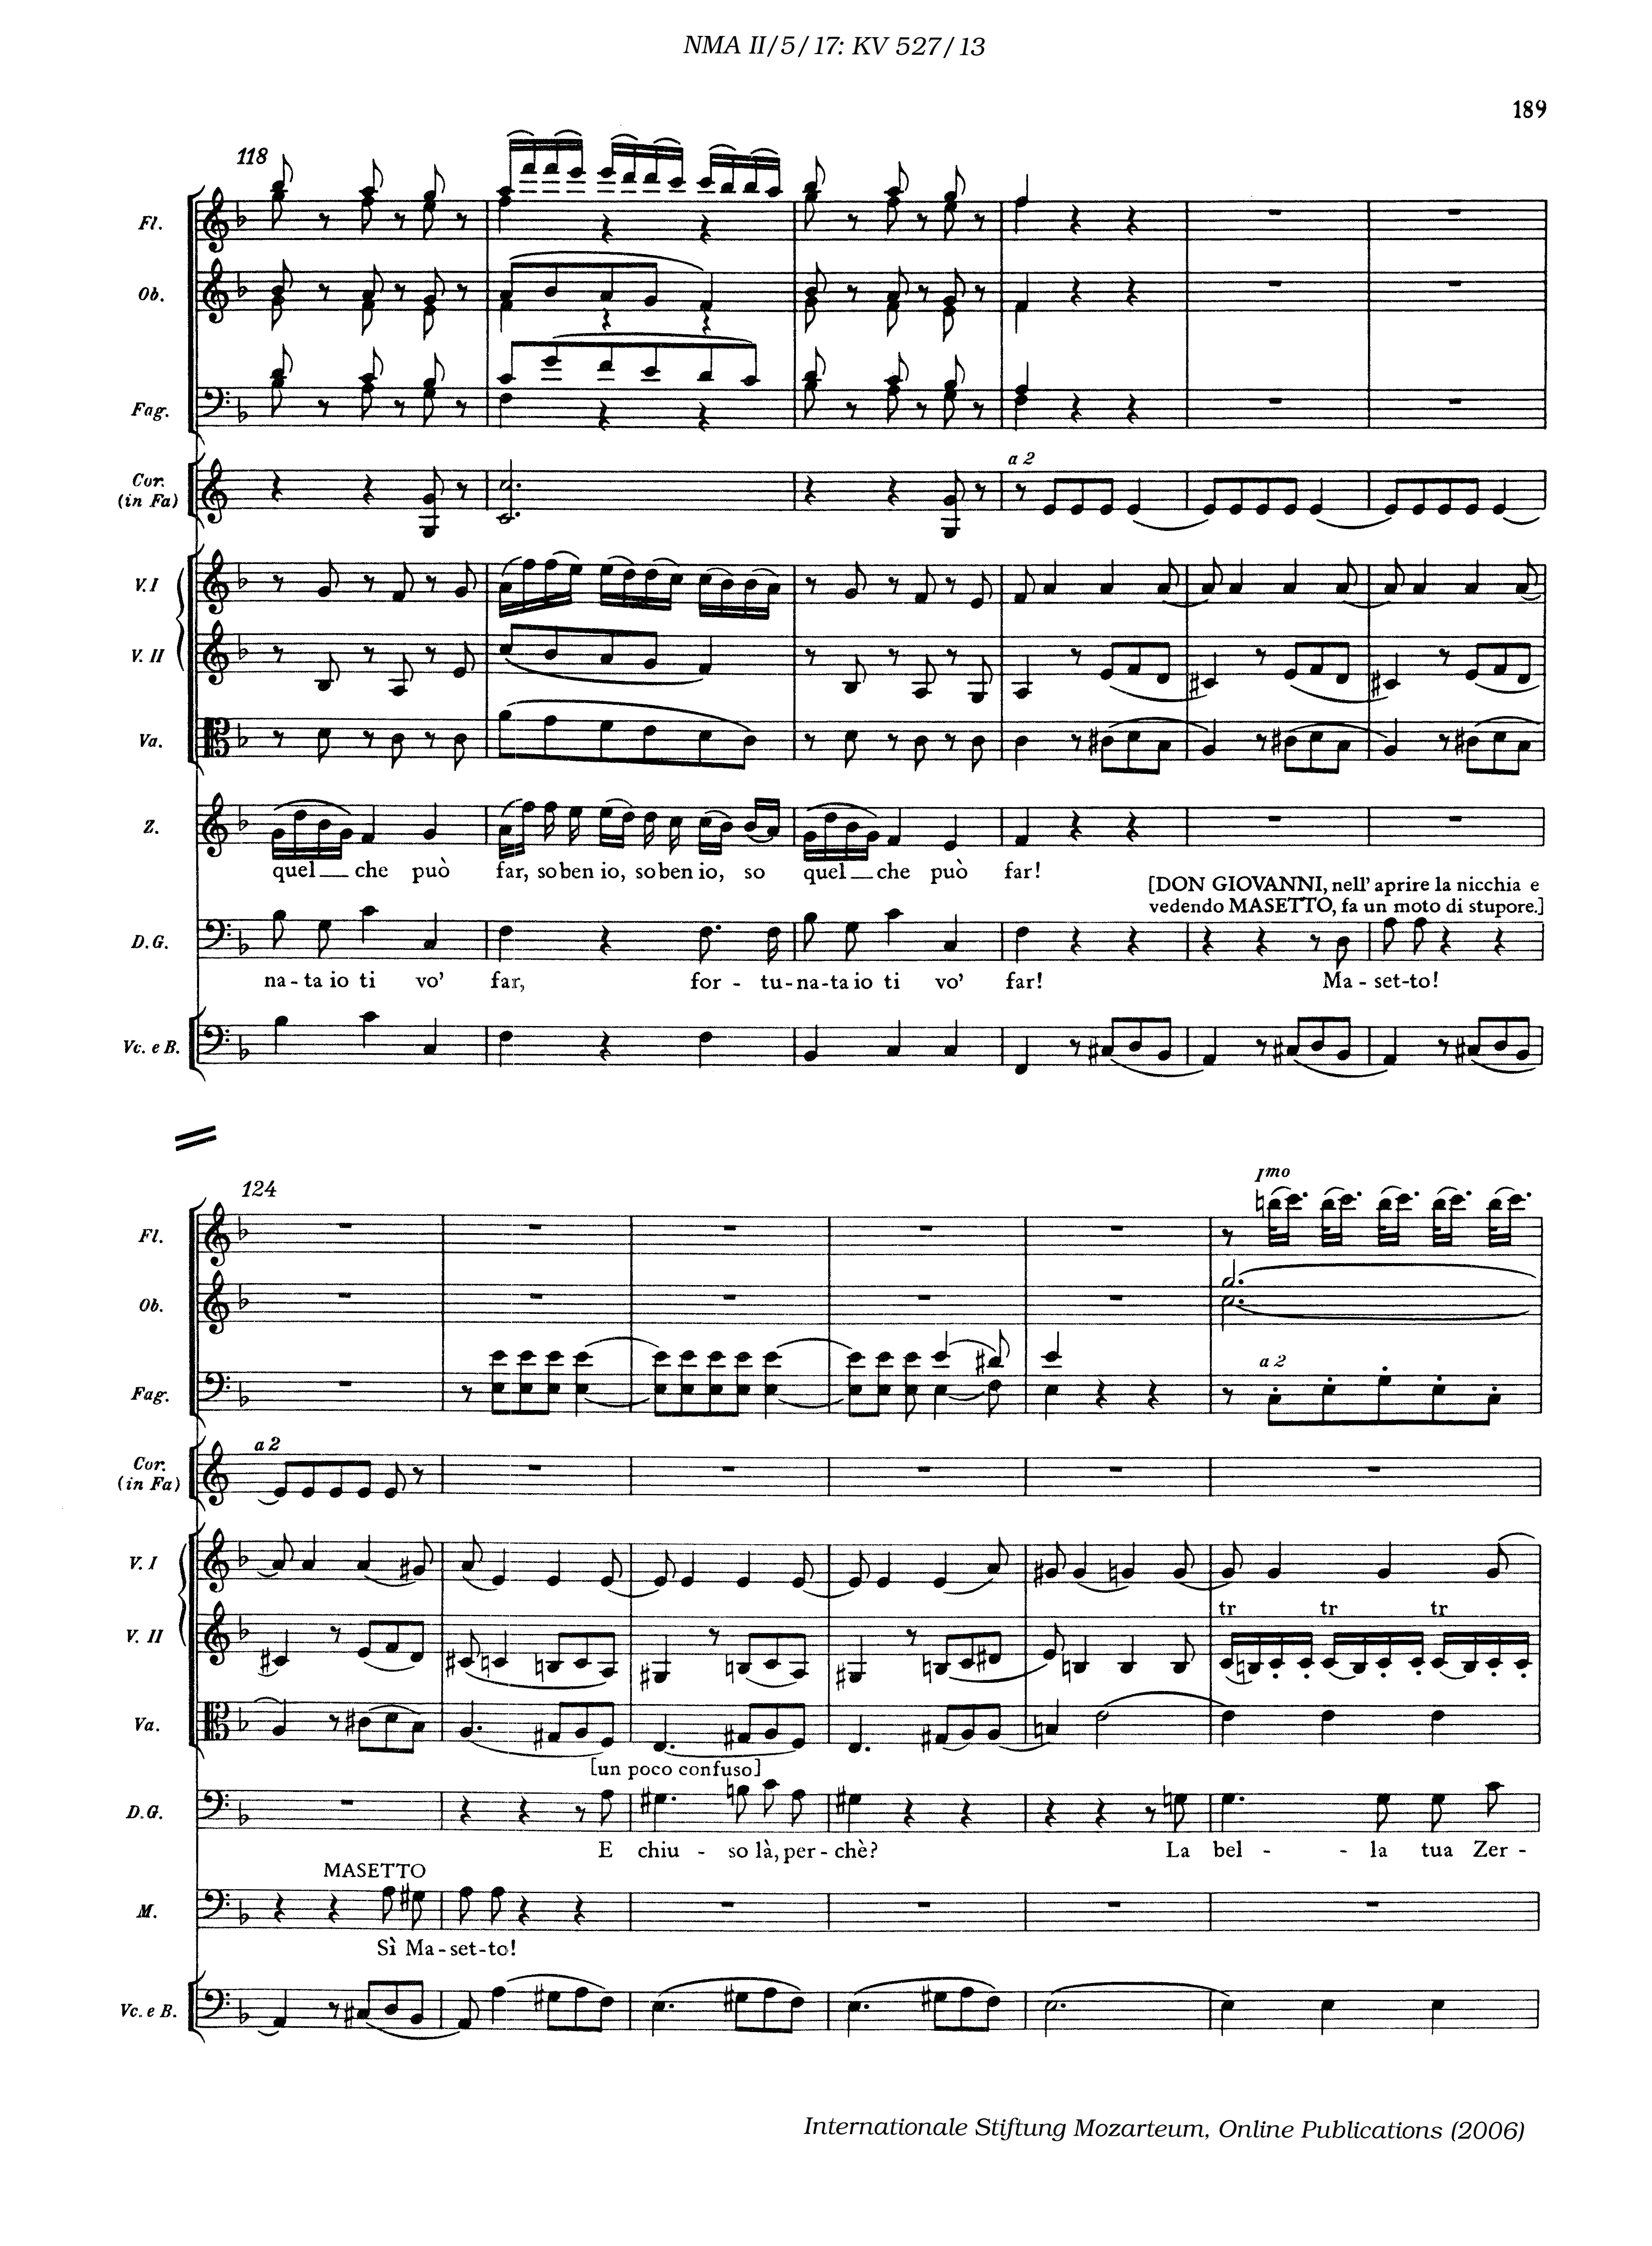 NMA II/5/17: KV 527/13
189
118
Fl.
Ob.
Fag.
a 2
Cor.
(in Fa)
V. I
V. II
Va.
Z.
quel che può far, so ben io, so ben io, so quel che può far!
[DON GIOVANNI, nell' aprire la nicchia e
vedendo MASETTO, fa un moto di stupore.]
D.G.
na-ta io ti vo' far, for-tu-na-ta io ti vo' far! Ma-set-to!
Vc. e B.
124
Imo
Fl.
Ob.
a 2
Fag.
a 2
Cor.
(in Fa)
V. I
tr tr tr
V. II
Va.
[un poco confuso]
D.G.
E chiu-so là, per-chè? La bel-la tua Zer-
MASETTO
M.
Sì Ma-set-to!
Vc. e B.
Internationale Stiftung Mozarteum, Online Publications (2006)